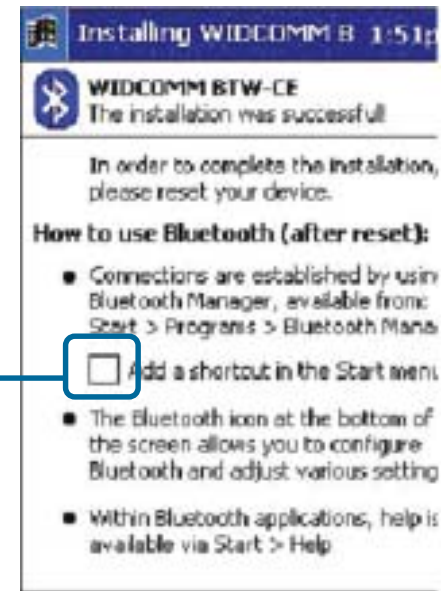 Installing WIDCOMM B 1:51p
WIDCOMM BTW-CE
The installation was successful!
In order to complete the installation,
please reset your device.
How to use Bluetooth (after reset):
• Connections are established by usin
Bluetooth Manager, available from:
Start > Programs > Bluetooth Mana
Add a shortcut in the Start menu
• The Bluetooth icon at the bottom of
the screen allows you to configure
Bluetooth and adjust various setting
• Within Bluetooth applications, help is
available via Start > Help